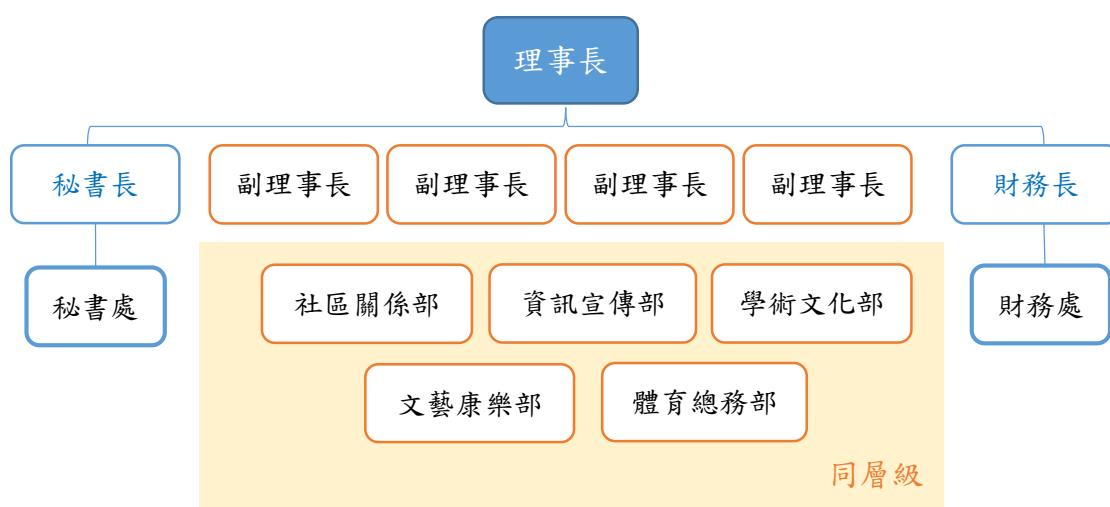 理事長
秘書長
副理事長
副理事長
副理事長
副理事長
財務長
秘書處
社區關係部
資訊宣傳部
學術文化部
財務處
文藝康樂部
體育總務部
同層級